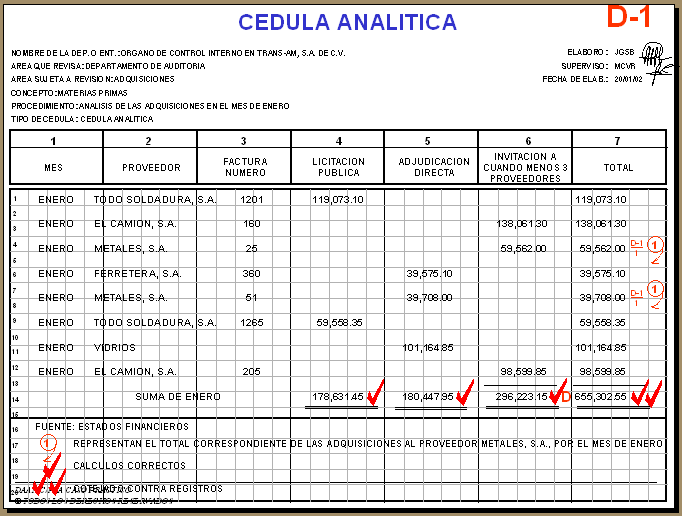 D-1
CEDULA ANALITICA
NOMBRE DE LA DEP. O ENT.:ORGANO DE CONTROL INTERNO EN TRANS-AM, S.A. DE C.V.
ELABORO: JGSB
AREA QUE REVISA:DEPARTAMENTO DE AUDITORIA
SUPERVISO: MCVR
AREA SUJETA A REVISION:ADQUISICIONES
FECHA DE ELAB.: 20/01/02
CONCEPTO:MATERIAS PRIMAS
PROCEDIMIENTO:ANALISIS DE LAS ADQUISICIONES EN EL MES DE ENERO
TIPO DE CEDULA : CEDULA ANALITICA
1 2 3 4 5 6 7
MES PROVEEDOR FACTURA NUMERO LICITACION PUBLICA ADJUDICACION DIRECTA INVITACION A CUANDO MENOS 3 PROVEEDORES TOTAL
1 ENERO TODO SOLDADURA, S.A. 1201 119,073.10 119,073.10
2
3 ENERO EL CAMION, S.A. 160 138,061.30 138,061.30
4 ENERO METALES, S.A. 25 59,562.00 59,562.00 D-1 1 1
5
6 ENERO FERRETERA, S.A. 360 39,575.10 39,575.10
7
8 ENERO METALES, S.A. 51 39,708.00 39,708.00 D-1 1 1
9 ENERO TODO SOLDADURA, S.A. 1265 59,558.35 59,558.35
10
11 ENERO VIDRIOS 101,164.85 101,164.85
12 ENERO EL CAMION, S.A. 205 98,599.85 98,599.85
13
14 SUMA DE ENERO 178,631.45 180,447.95 296,223.15 D 655,302.55
15
16 FUENTE: ESTADOS FINANCIEROS
17 1 REPRESENTAN EL TOTAL CORRESPONDIENTE DE LAS ADQUISICIONES AL PROVEEDOR METALES, S.A., POR EL MES DE ENERO
18 CALCULOS CORRECTOS
19
20 COTEJADO CONTRA REGISTROS
© TODOS LOS DERECHOS RESERVADOS